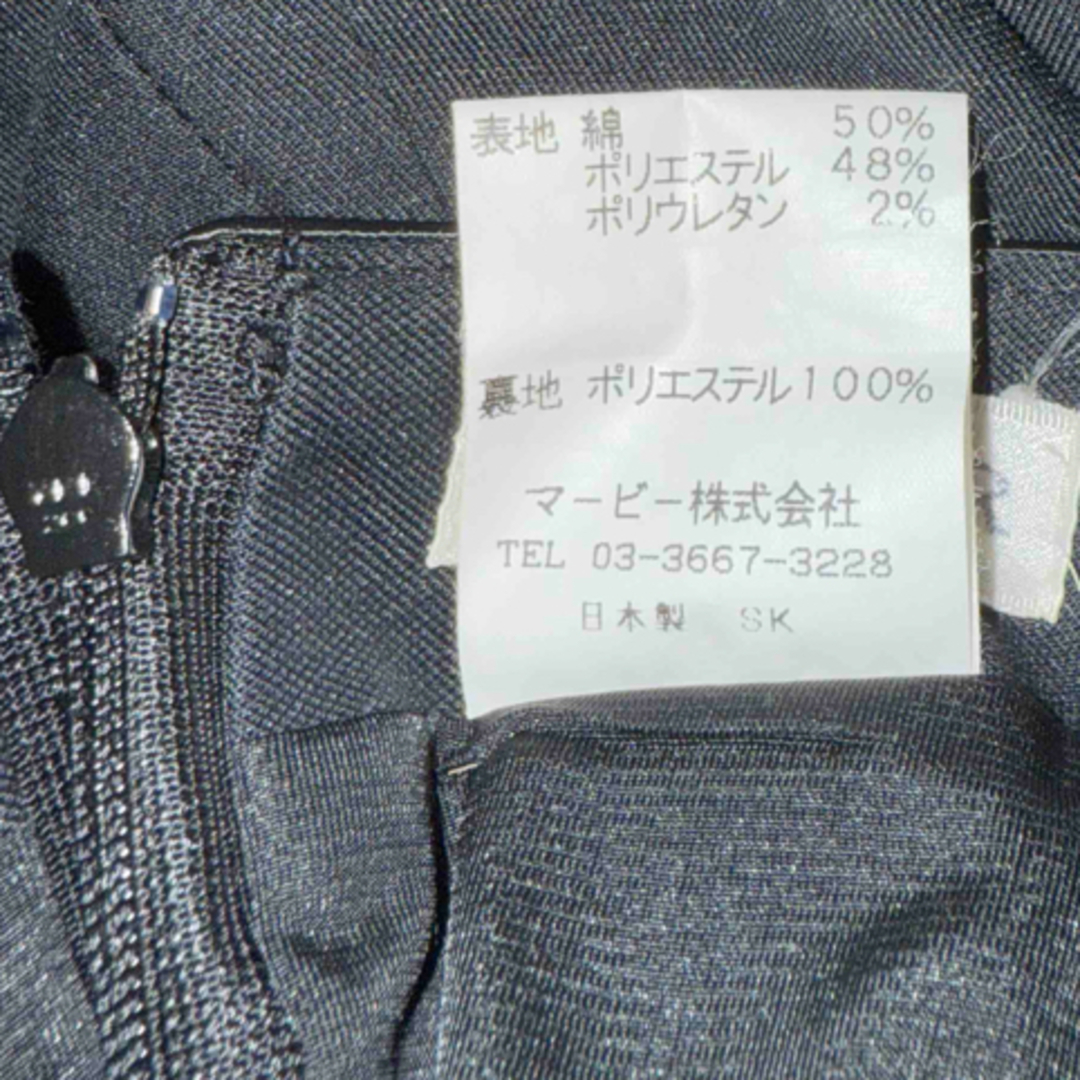 表地 綿 50%
ポリエステル 48%
ポリウレタン 2%
裏地 ポリエステル100%
マービー株式会社
TEL 03-3667-3228
日本製 SK